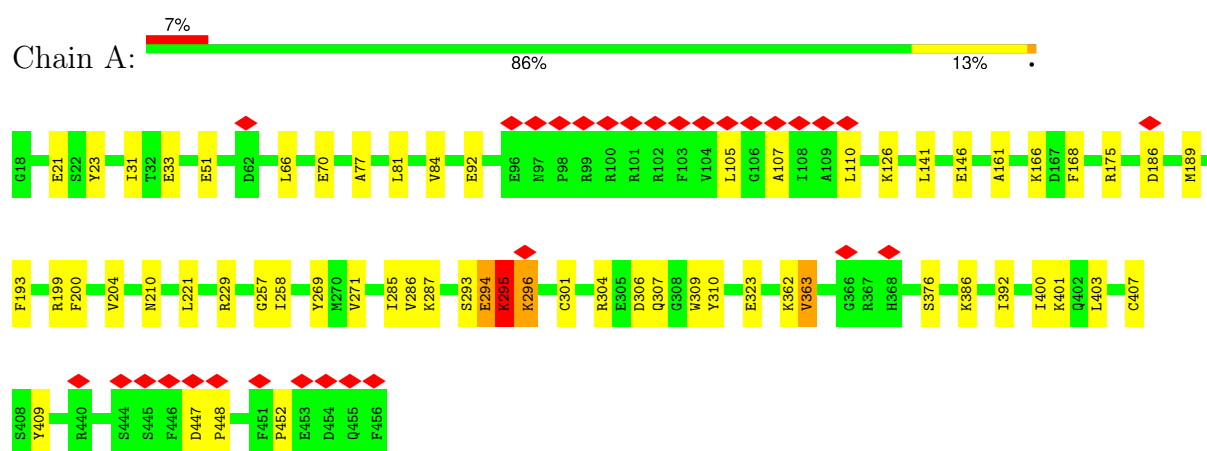 7%
Chain A:
86% 13% •
G18 E21 S22 Y23 I31 T32 E33 E51 D62 L66 E70 A77 L81 V84 E92 E96 N97 P98 R99 R100 R101 R102 F103 V104 L105 G106 A107 I108 A109 L110 K126 L141 E146 A161 K166 D167 F168 R175 D186 M189
F193 R199 F200 V204 N210 L221 R229 G257 I258 Y269 M270 V271 I285 V286 K287 S293 E294 K295 K296 C301 R304 E305 D306 Q307 G308 W309 Y310 E323 K362 V363 G366 R367 H368 S376 K386 I392 I400 K401 Q402 L403 C407
S408 Y409 R440 S444 S445 F446 D447 P448 F451 P452 E453 D454 Q455 F456